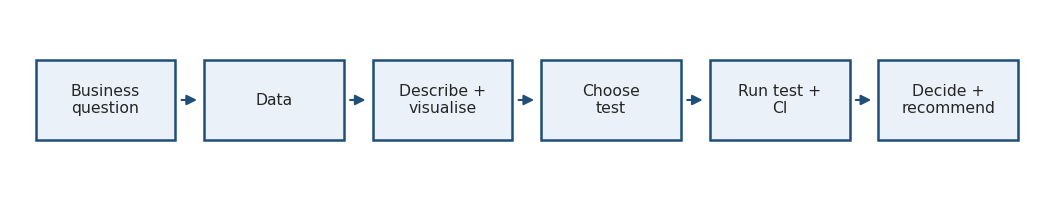 Business
question
Data
Describe +
visualise
Choose
test
Run test +
CI
Decide +
recommend